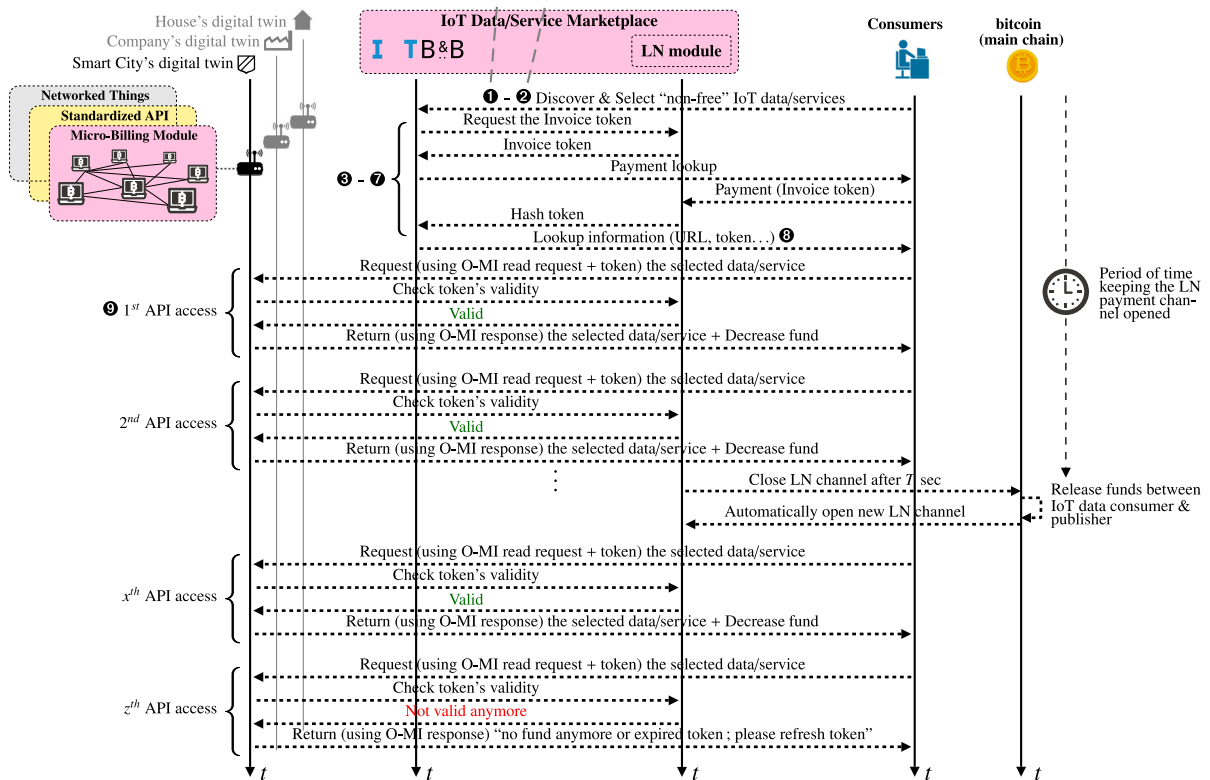 House's digital twin
Company's digital twin
Smart City's digital twin
Networked Things
Standardized API
Micro-Billing Module
IoT Data/Service Marketplace
I TB&B
LN module
Consumers
bitcoin
(main chain)
❶ – ❷ Discover & Select “non-free” IoT data/services
Request the Invoice token
Invoice token
Payment lookup
❸ – ❼
Payment (Invoice token)
Hash token
Lookup information (URL, token…) ❽
Request (using O-MI read request + token) the selected data/service
Check token's validity
❾ 1st API access
Valid
Return (using O-MI response) the selected data/service + Decrease fund
Period of time
keeping the LN
payment chan-
nel opened
Request (using O-MI read request + token) the selected data/service
Check token's validity
2nd API access
Valid
Return (using O-MI response) the selected data/service + Decrease fund
Close LN channel after T sec
Release funds between
IoT data consumer &
publisher
Automatically open new LN channel
Request (using O-MI read request + token) the selected data/service
Check token's validity
xth API access
Valid
Return (using O-MI response) the selected data/service + Decrease fund
Request (using O-MI read request + token) the selected data/service
Check token's validity
zth API access
Not valid anymore
Return (using O-MI response) “no fund anymore or expired token ; please refresh token”
t t t t t